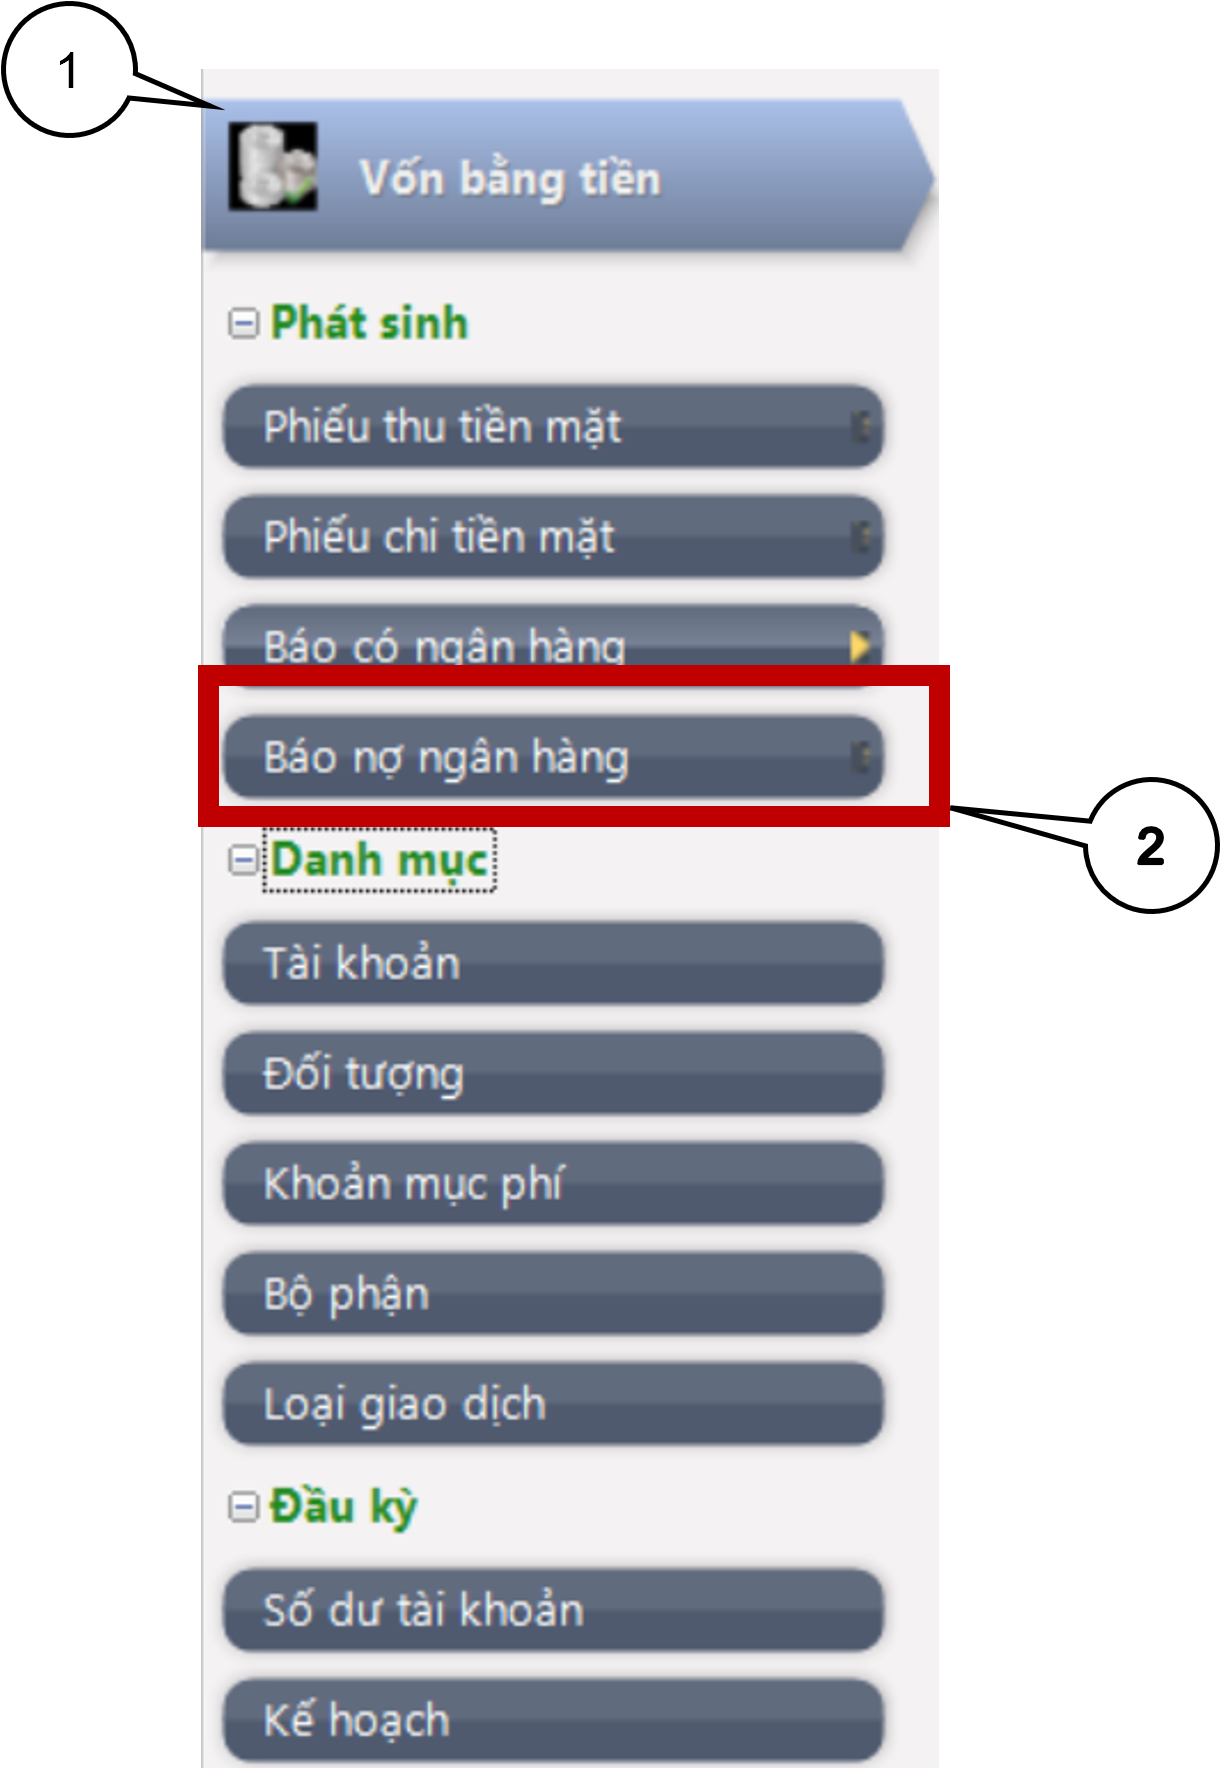 1
Vốn bằng tiền
Phát sinh
Phiếu thu tiền mặt
Phiếu chi tiền mặt
Báo có ngân hàng
Báo nợ ngân hàng
2
Danh mục
Tài khoản
Đối tượng
Khoản mục phí
Bộ phận
Loại giao dịch
Đầu kỳ
Số dư tài khoản
Kế hoạch